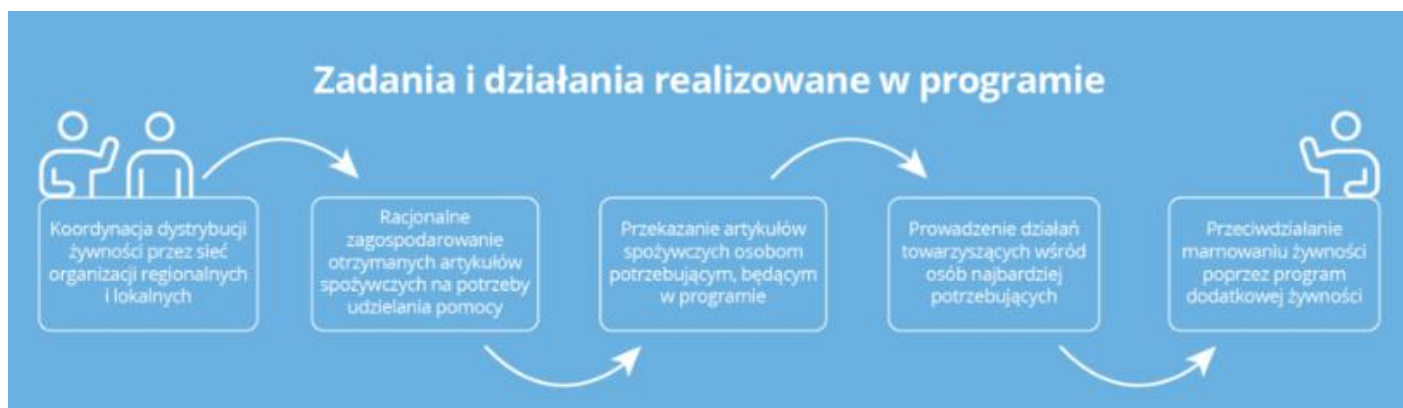 Zadania i działania realizowane w programie
Koordynacja dystrybucji
żywności przez sieć
organizacji regionalnych
i lokalnych
Racjonalne
zagospodarowanie
otrzymanych artykułów
spożywczych na potrzeby
udzielania pomocy
Przekazanie artykułów
spożywczych osobom
potrzebującym, będącym
w programie
Prowadzenie działań
towarzyszących wśród
osób najbardziej
potrzebujących
Przeciwdziałanie
marnowaniu żywności
poprzez program
dodatkowej żywności